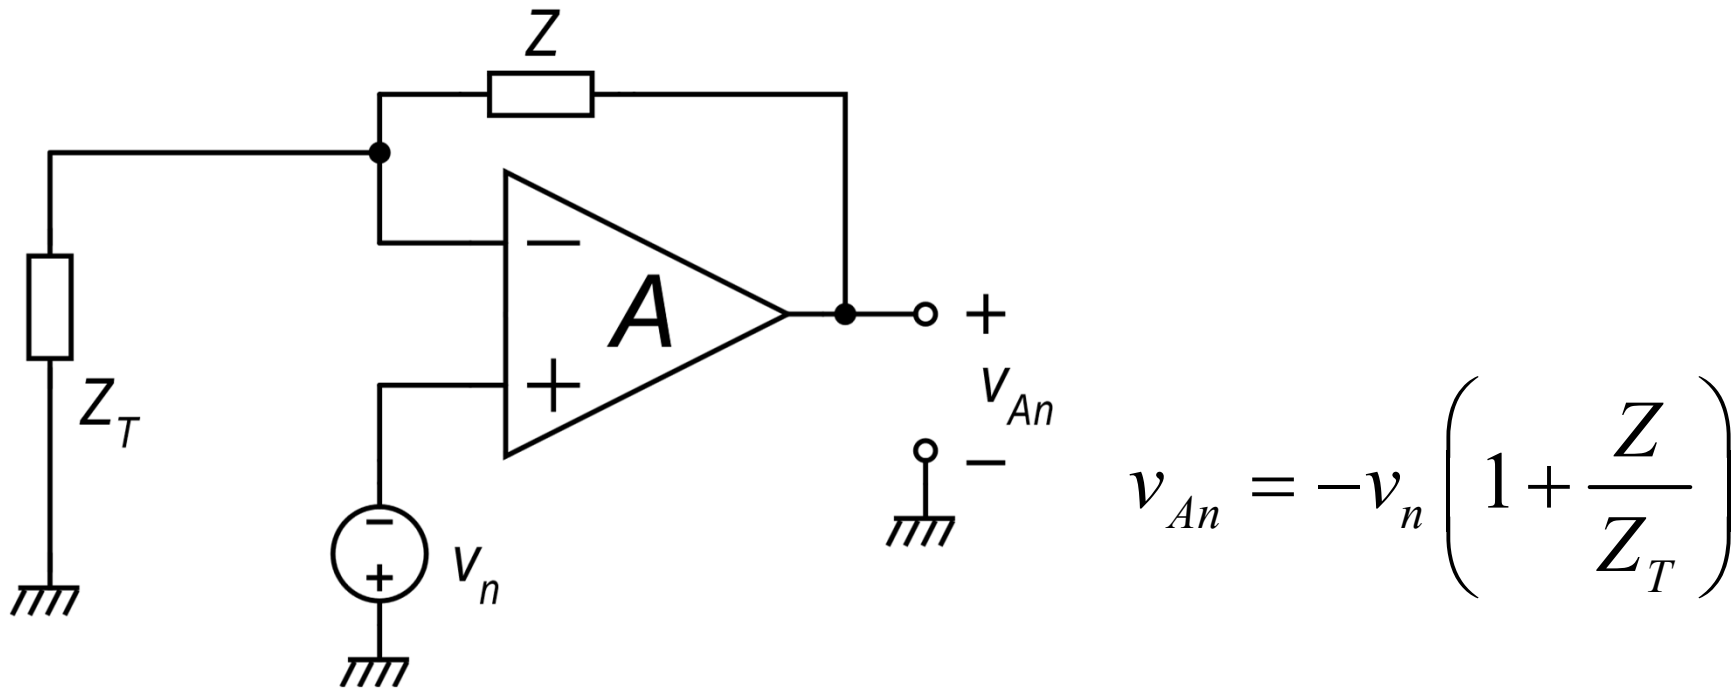 Z
−
A
+
Z_T
+
v_An
−
−
+
v_n
v_An = −v_n (1 + Z/Z_T)